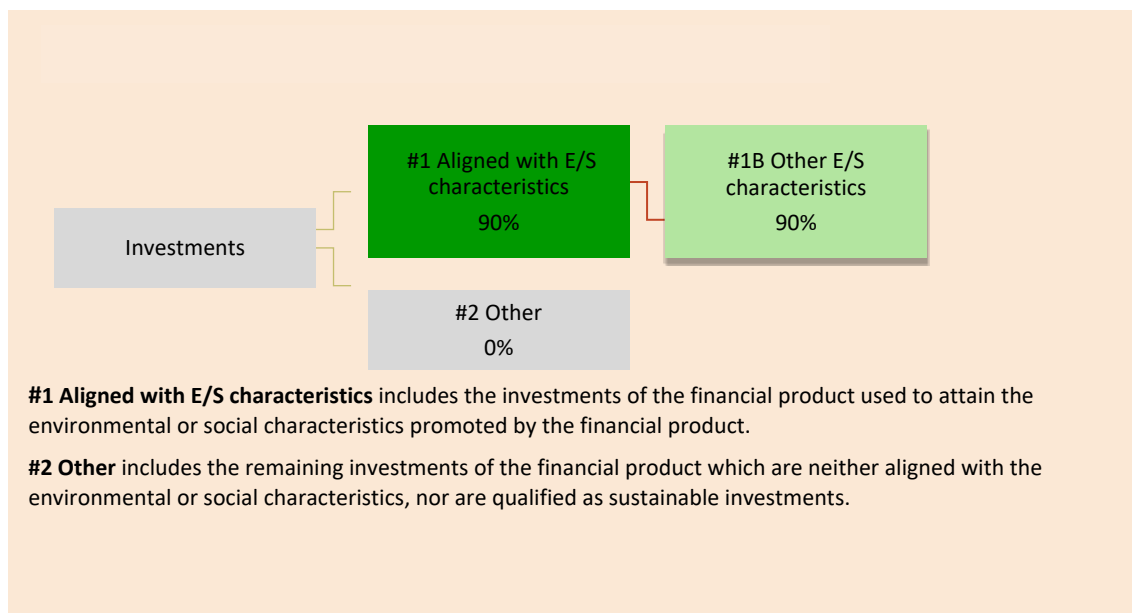 #1 Aligned with E/S
characteristics
90%
#1B Other E/S
characteristics
90%
Investments
#2 Other
0%
#1 Aligned with E/S characteristics includes the investments of the financial product used to attain the
environmental or social characteristics promoted by the financial product.
#2 Other includes the remaining investments of the financial product which are neither aligned with the
environmental or social characteristics, nor are qualified as sustainable investments.